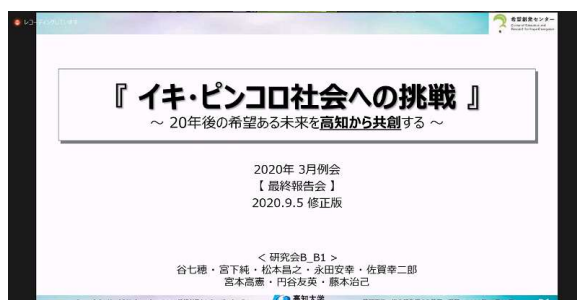 希望創発センター
『 イキ・ピンコロ社会への挑戦 』
～ 20年後の希望ある未来を高知から共創する ～
2020年 3月例会
【 最終報告会 】
2020.9.5 修正版
< 研究会B_B1 >
谷七穂・宮下純・松本昌之・永田安幸・佐賀幸二郎
宮本高憲・円谷友英・藤本治己
高知大学